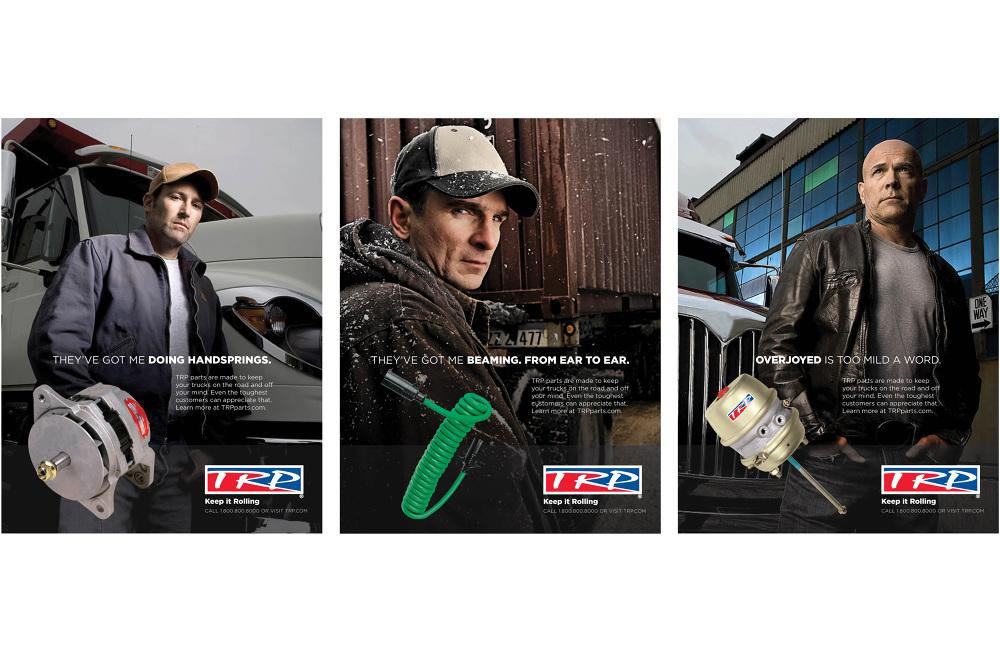 THEY'VE GOT ME DOING HANDSPRINGS.
TRP parts are made to keep
your trucks on the road and off
your mind. Even the toughest
customers can appreciate that.
Learn more at TRPparts.com.
TRP
Keep it Rolling
CALL 1.800.800.8000 OR VISIT TRP.COM
477
THEY'VE GOT ME BEAMING. FROM EAR TO EAR.
TRP parts are made to keep
your trucks on the road and off
your mind. Even the toughest
customers can appreciate that.
Learn more at TRPparts.com.
TRP
Keep it Rolling
CALL 1.800.800.8000 OR VISIT TRP.COM
ONE
WAY
OVERJOYED IS TOO MILD A WORD.
TRP parts are made to keep
your trucks on the road and off
your mind. Even the toughest
customers can appreciate that.
Learn more at TRPparts.com.
TRP
TRP
Keep it Rolling
CALL 1.800.800.8000 OR VISIT TRP.COM